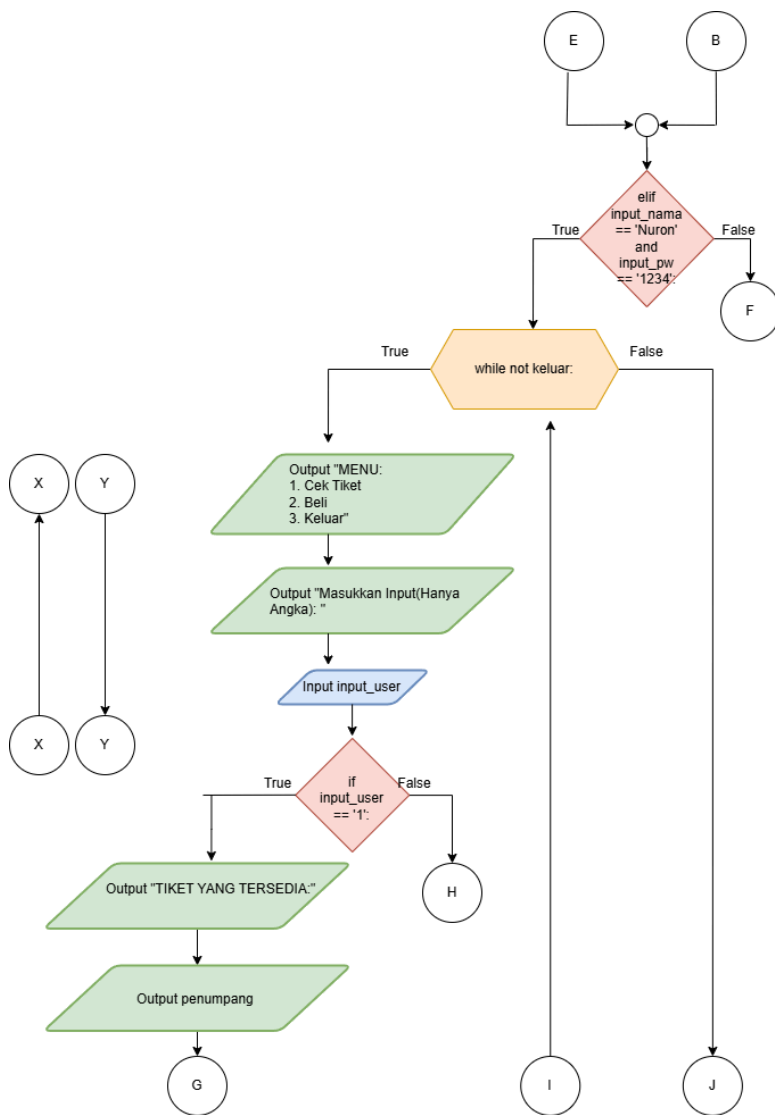 E
B
elif
input_nama
== 'Nuron'
and
input_pw
== '1234':
True
False
F
True
while not keluar:
False
Output "MENU:
1. Cek Tiket
2. Beli
3. Keluar"
X
Y
Output "Masukkan Input(Hanya
Angka): "
Input input_user
X
Y
True
if
input_user
== '1':
False
Output "TIKET YANG TERSEDIA:"
H
Output penumpang
G
I
J